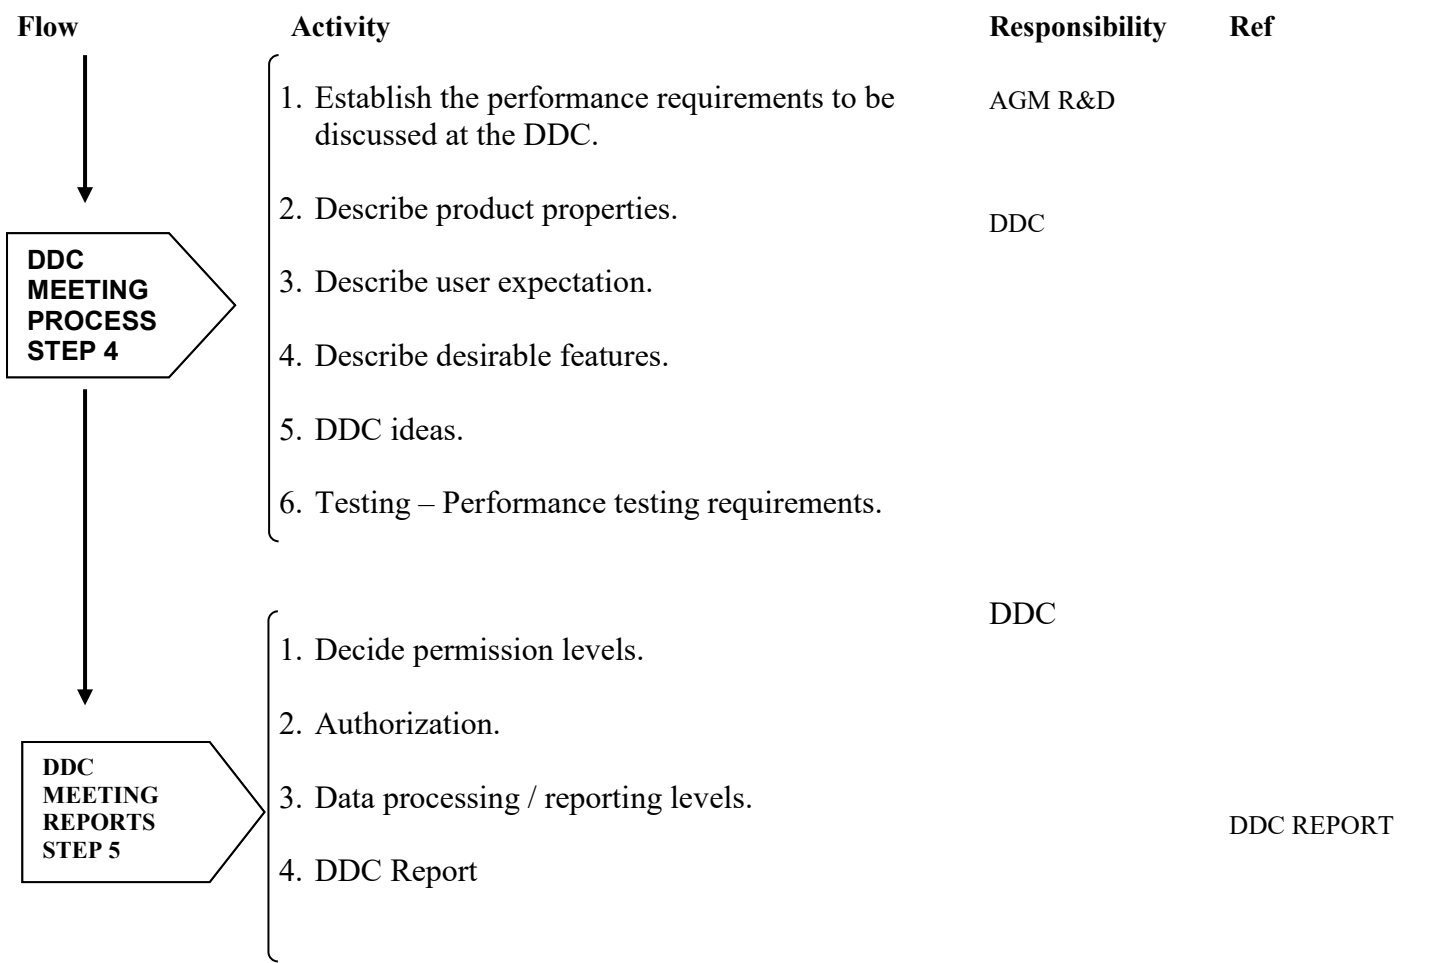 Flow Activity Responsibility Ref
1. Establish the performance requirements to be
discussed at the DDC.
AGM R&D
2. Describe product properties.
DDC
DDC
MEETING
PROCESS
STEP 4
3. Describe user expectation.
4. Describe desirable features.
5. DDC ideas.
6. Testing – Performance testing requirements.
DDC
1. Decide permission levels.
2. Authorization.
DDC
MEETING
REPORTS
STEP 5
3. Data processing / reporting levels.
DDC REPORT
4. DDC Report